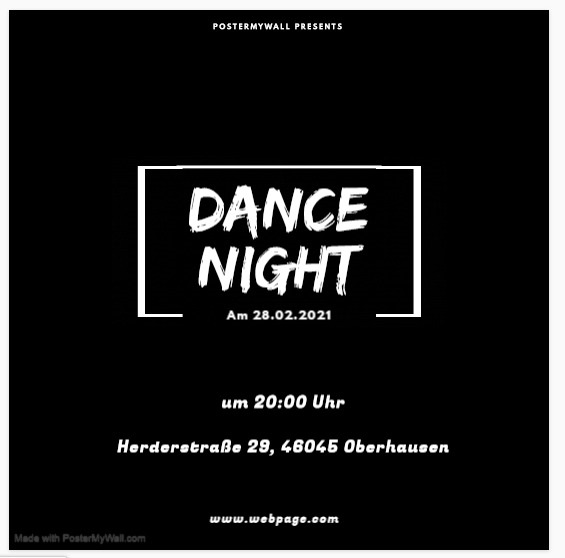 POSTERMYWALL PRESENTS
DANCE
NIGHT
Am 28.02.2021
um 20:00 Uhr
Herderstraße 29, 46045 Oberhausen
www.webpage.com
Made with PosterMyWall.com